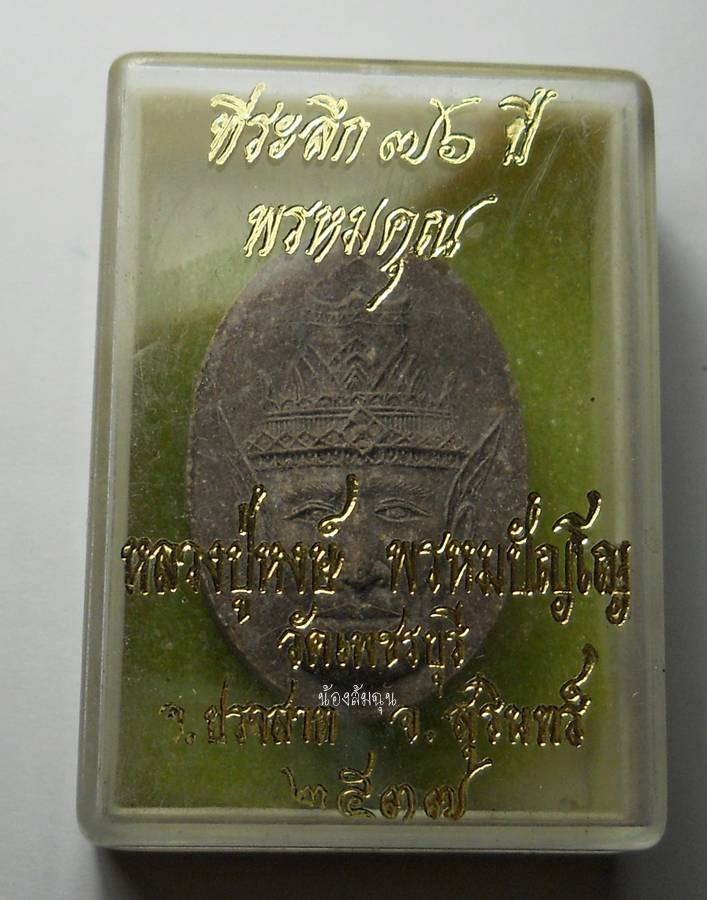 ที่ระลึก ๗๖ ปี
พรหมคุณ
หลวงปู่หงษ์ พรหมปัญโญ
วัดเพชรบุรี
น้องส้มฉุน
อ. ปราสาท จ. สุรินทร์
๒๕๓๗